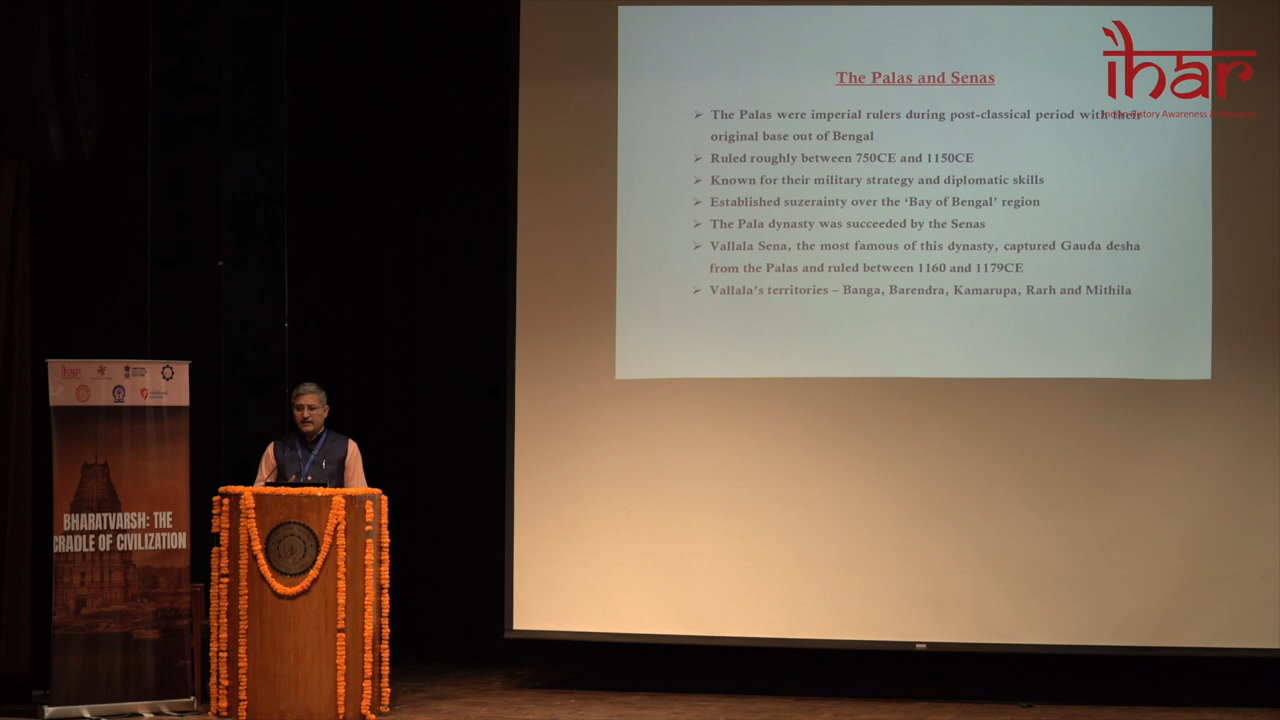 The Palas and Senas
ihar
➢ The Palas were imperial rulers during post-classical period with their
original base out of Bengal
➢ Ruled roughly between 750CE and 1150CE
➢ Known for their military strategy and diplomatic skills
➢ Established suzerainty over the ‘Bay of Bengal’ region
➢ The Pala dynasty was succeeded by the Senas
➢ Vallala Sena, the most famous of this dynasty, captured Gauda desha
from the Palas and ruled between 1160 and 1179CE
➢ Vallala’s territories – Banga, Barendra, Kamarupa, Rarh and Mithila
ihar
BHARATVARSH: THE
CRADLE OF CIVILIZATION